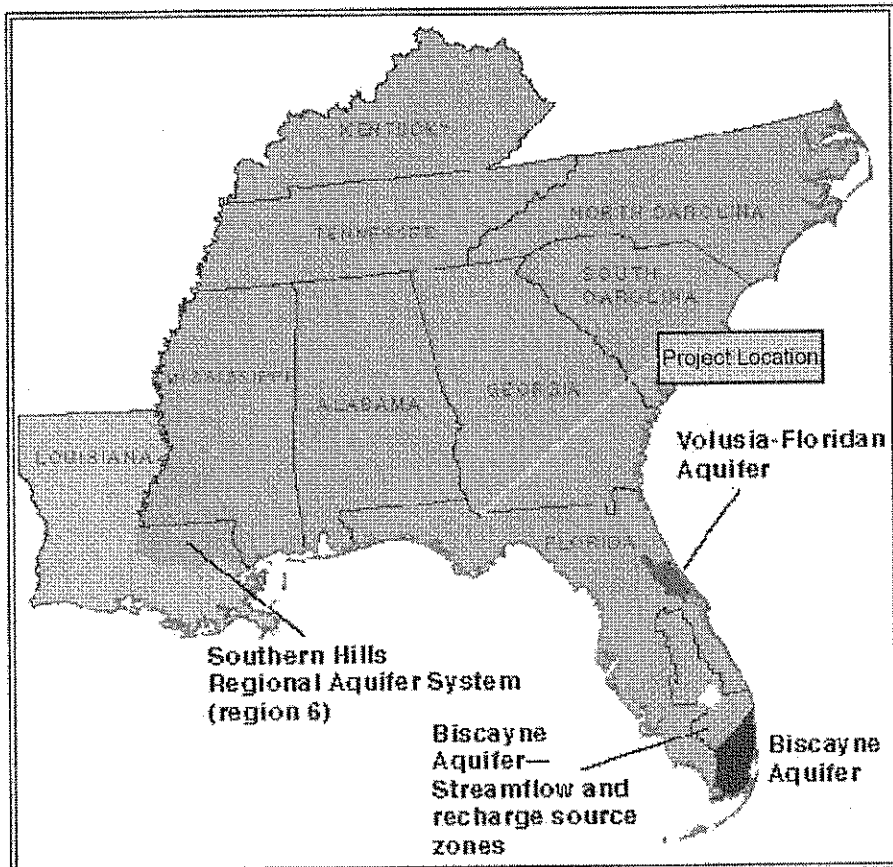 KENTUCKY
TENNESSEE
NORTH CAROLINA
SOUTH
CAROLINA
Project Location
MISSISSIPPI
ALABAMA
GEORGIA
LOUISIANA
Volusia-Floridan
Aquifer
FLORIDA
Southern Hills
Regional Aquifer System
(region 6)
Biscayne
Aquifer—
Streamflow and
recharge source
zones
Biscayne
Aquifer